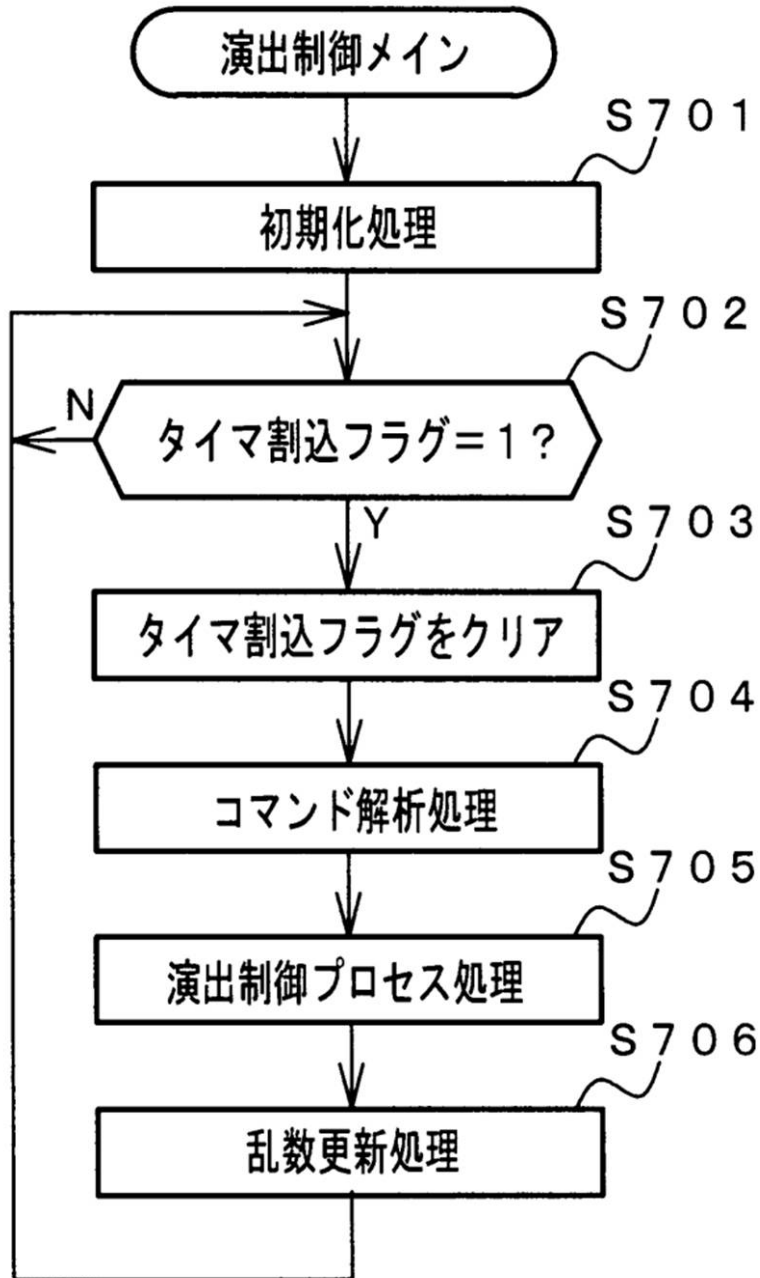 演出制御メイン
S701
初期化処理
S702
N
タイマ割込フラグ=1?
Y
S703
タイマ割込フラグをクリア
S704
コマンド解析処理
S705
演出制御プロセス処理
S706
乱数更新処理